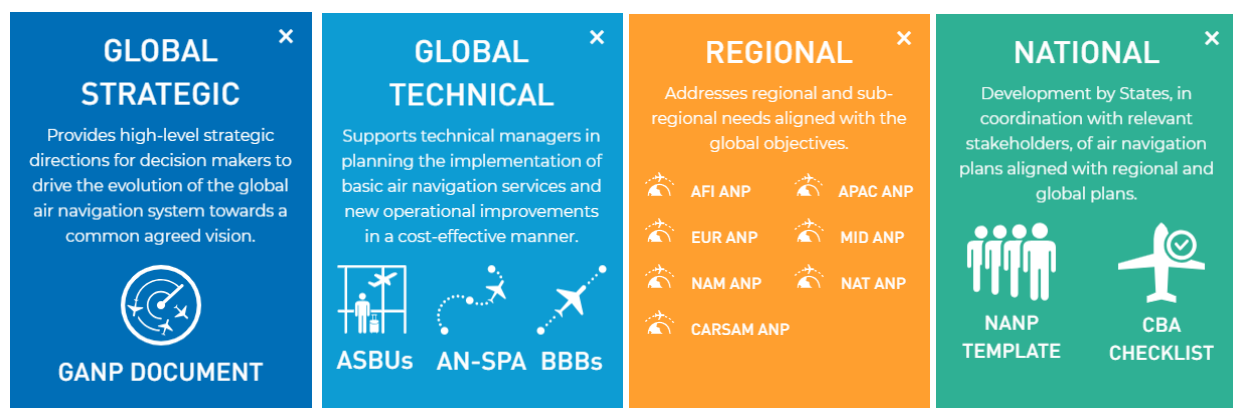 GLOBAL
STRATEGIC
Provides high-level strategic
directions for decision makers to
drive the evolution of the global
air navigation system towards a
common agreed vision.
GANP DOCUMENT
GLOBAL
TECHNICAL
Supports technical managers in
planning the implementation of
basic air navigation services and
new operational improvements
in a cost-effective manner.
ASBUs AN-SPA BBBs
REGIONAL
Addresses regional and sub-
regional needs aligned with the
global objectives.
AFI ANP APAC ANP
EUR ANP MID ANP
NAM ANP NAT ANP
CARSAM ANP
NATIONAL
Development by States, in
coordination with relevant
stakeholders, of air navigation
plans aligned with regional and
global plans.
NANP
TEMPLATE
CBA
CHECKLIST